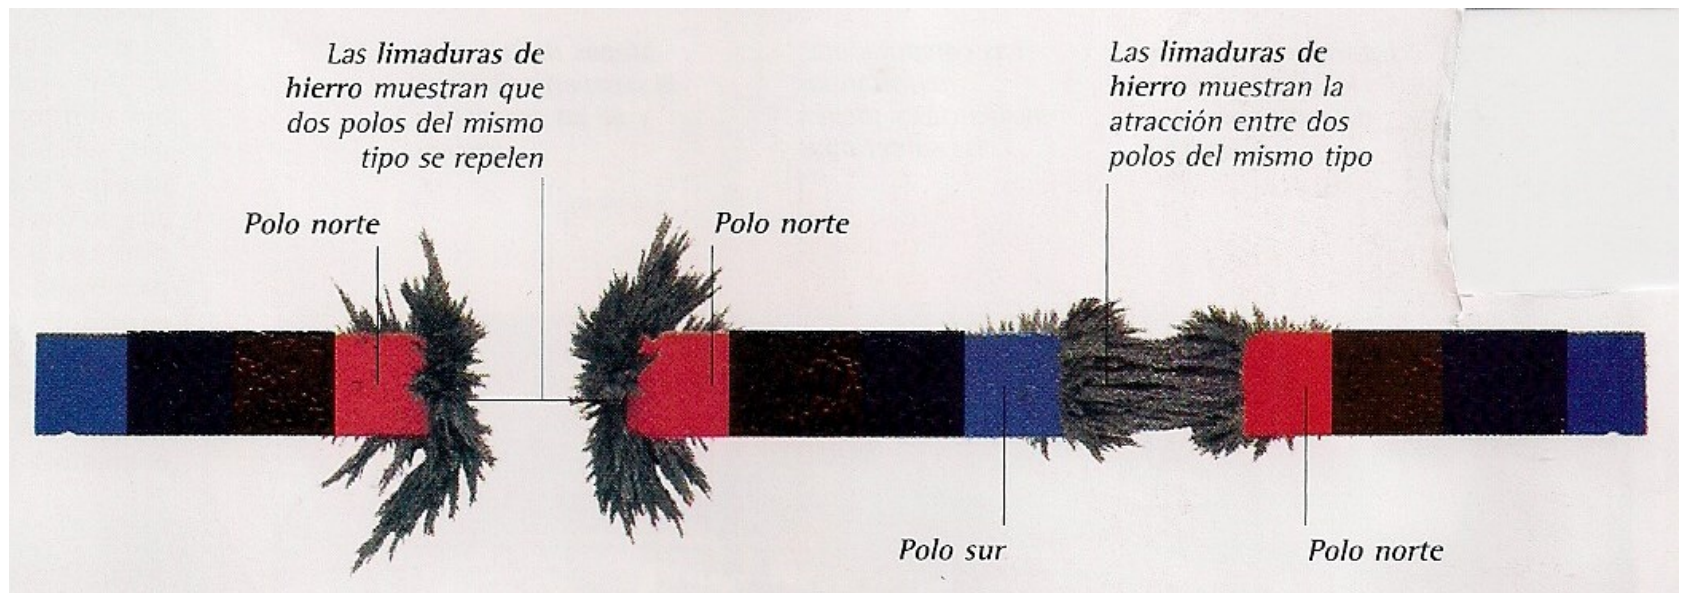 Las limaduras de
hierro muestran que
dos polos del mismo
tipo se repelen
Las limaduras de
hierro muestran la
atracción entre dos
polos del mismo tipo
Polo norte
Polo norte
Polo sur
Polo norte